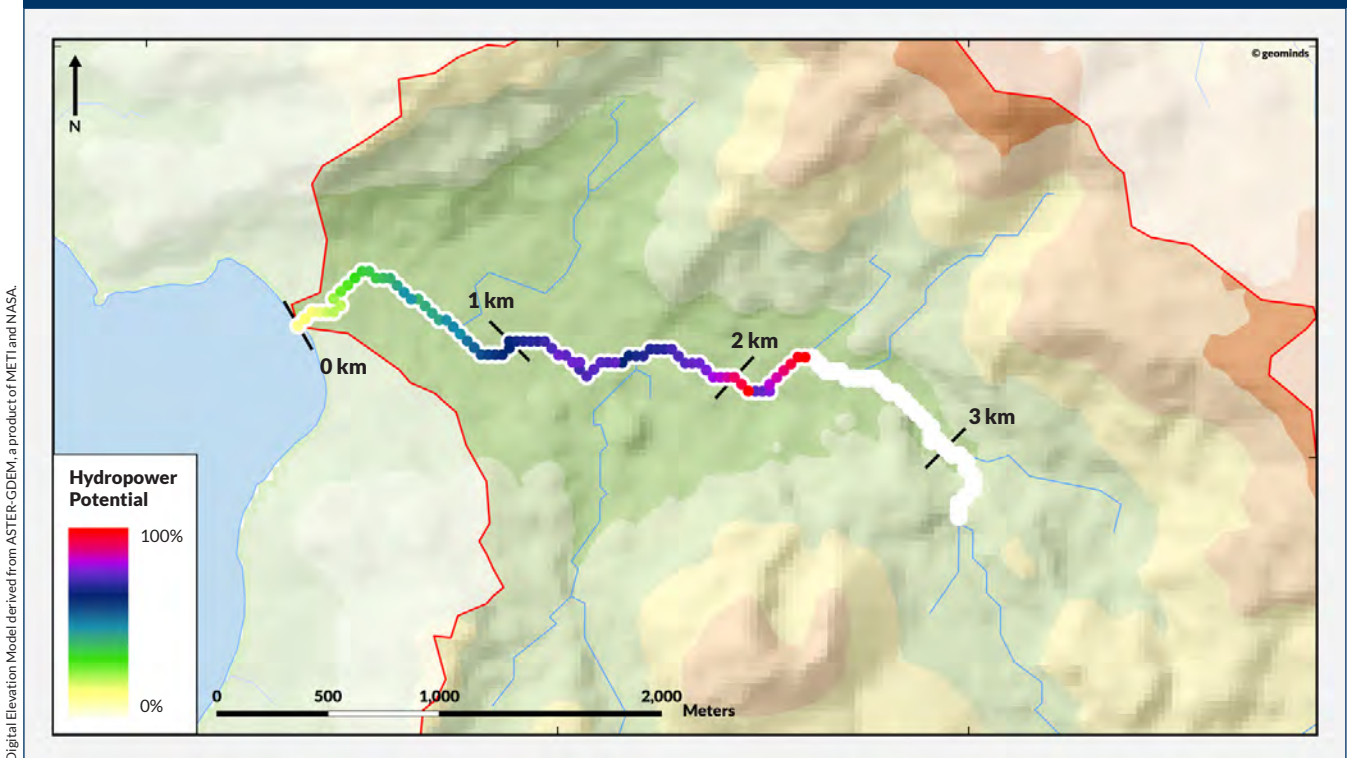 © geominds
N
1 km
2 km
0 km
3 km
Hydropower
Potential
100%
0%
0 500 1,000 2,000
Meters
Digital Elevation Model derived from ASTER-GDEM, a product of METI and NASA.